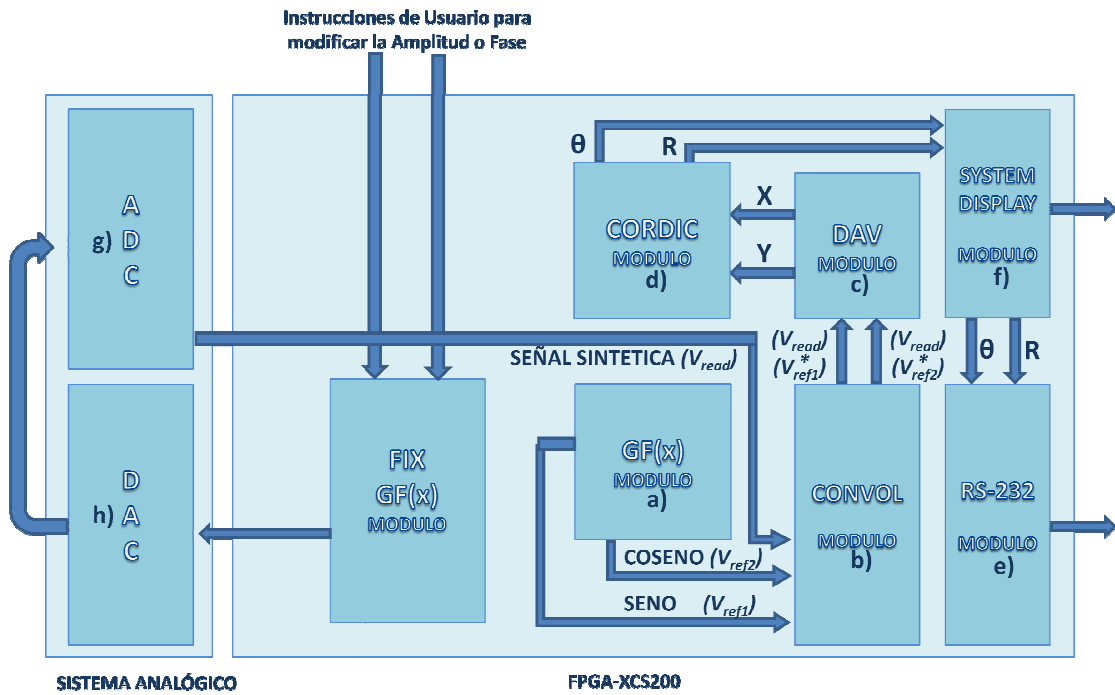 Instrucciones de Usuario para
modificar la Amplitud o Fase
A
D
C
g)
D
A
C
h)
SISTEMA ANALÓGICO
θ
R
CORDIC
MODULO
d)
X
Y
DAV
MODULO
c)
SYSTEM
DISPLAY
MODULO
f)
SEÑAL SINTETICA (Vread)
(Vread)
(V*ref1)
(Vread)
(V*ref2)
θ
R
FIX
GF(x)
MODULO
GF(x)
MODULO
a)
CONVOL
MODULO
b)
RS-232
MODULO
e)
COSENO (Vref2)
SENO (Vref1)
FPGA-XCS200